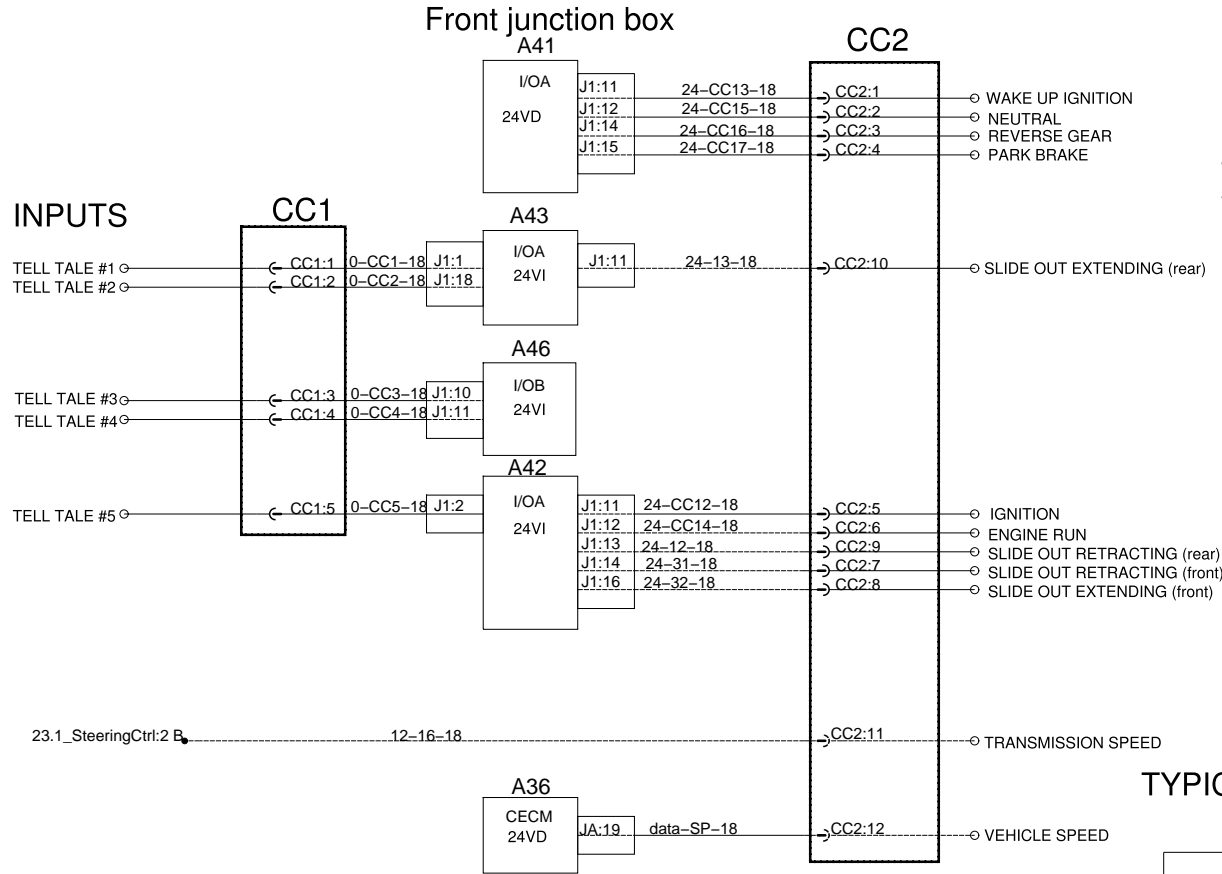 Front junction box
A41
CC2
I/OA
24VD
J1:11 24–CC13–18 CC2:1 WAKE UP IGNITION
J1:12 24–CC15–18 CC2:2 NEUTRAL
J1:14 24–CC16–18 CC2:3 REVERSE GEAR
J1:15 24–CC17–18 CC2:4 PARK BRAKE
INPUTS
CC1
A43
I/OA
24VI
TELL TALE #1 CC1:1 0–CC1–18 J1:1 J1:11 24–13–18 CC2:10 SLIDE OUT EXTENDING (rear)
TELL TALE #2 CC1:2 0–CC2–18 J1:18
A46
I/OB
24VI
TELL TALE #3 CC1:3 0–CC3–18 J1:10
TELL TALE #4 CC1:4 0–CC4–18 J1:11
A42
I/OA
24VI
TELL TALE #5 CC1:5 0–CC5–18 J1:2 J1:11 24–CC12–18 CC2:5 IGNITION
J1:12 24–CC14–18 CC2:6 ENGINE RUN
J1:13 24–12–18 CC2:9 SLIDE OUT RETRACTING (rear)
J1:14 24–31–18 CC2:7 SLIDE OUT RETRACTING (front)
J1:16 24–32–18 CC2:8 SLIDE OUT EXTENDING (front)
23.1_SteeringCtrl:2 B 12–16–18 CC2:11 TRANSMISSION SPEED
A36
TYPIC
CECM
24VD
JA:19 data–SP–18 CC2:12 VEHICLE SPEED